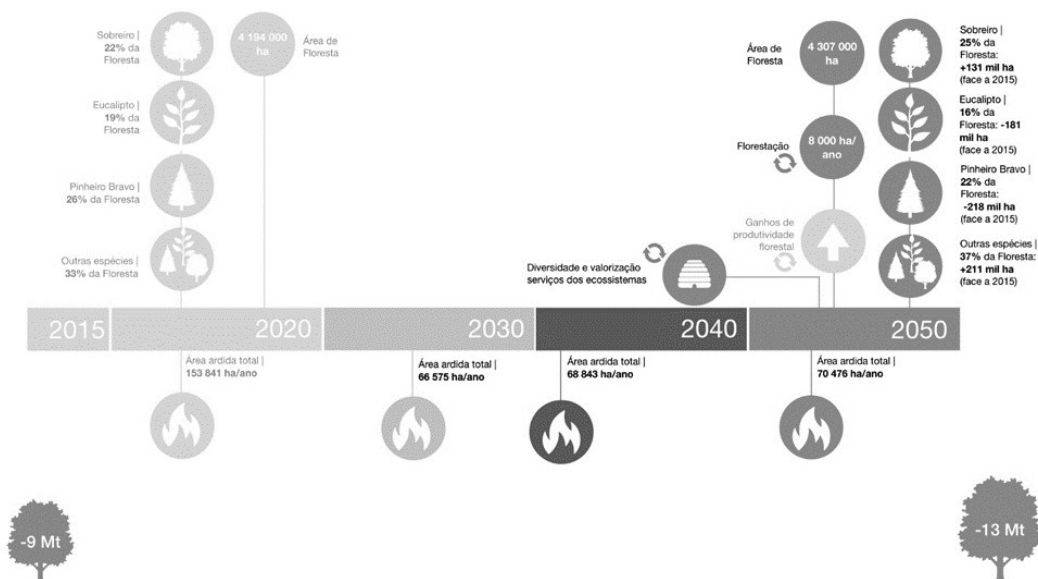 Sobreiro |
22% da
Floresta
4 194 000
ha
Área de
Floresta
Eucalipto |
19% da
Floresta
Pinheiro Bravo |
26% da Floresta
Outras espécies |
33% da Floresta
Área de
Floresta
4 307 000
ha
Florestação
8 000 ha/
ano
Ganhos de
produtividade
florestal
Diversidade e valorização
serviços dos ecossistemas
Sobreiro |
25% da
Floresta:
+131 mil ha
(face a 2015)
Eucalipto |
16% da
Floresta: -181
mil ha
(face a 2015)
Pinheiro Bravo |
22% da
Floresta:
-218 mil ha
(face a 2015)
Outras espécies |
37% da Floresta:
+211 mil ha
(face a 2015)
2015
2020
2030
2040
2050
Área ardida total |
153 841 ha/ano
Área ardida total |
66 575 ha/ano
Área ardida total |
68 843 ha/ano
Área ardida total |
70 476 ha/ano
-9 Mt
-13 Mt